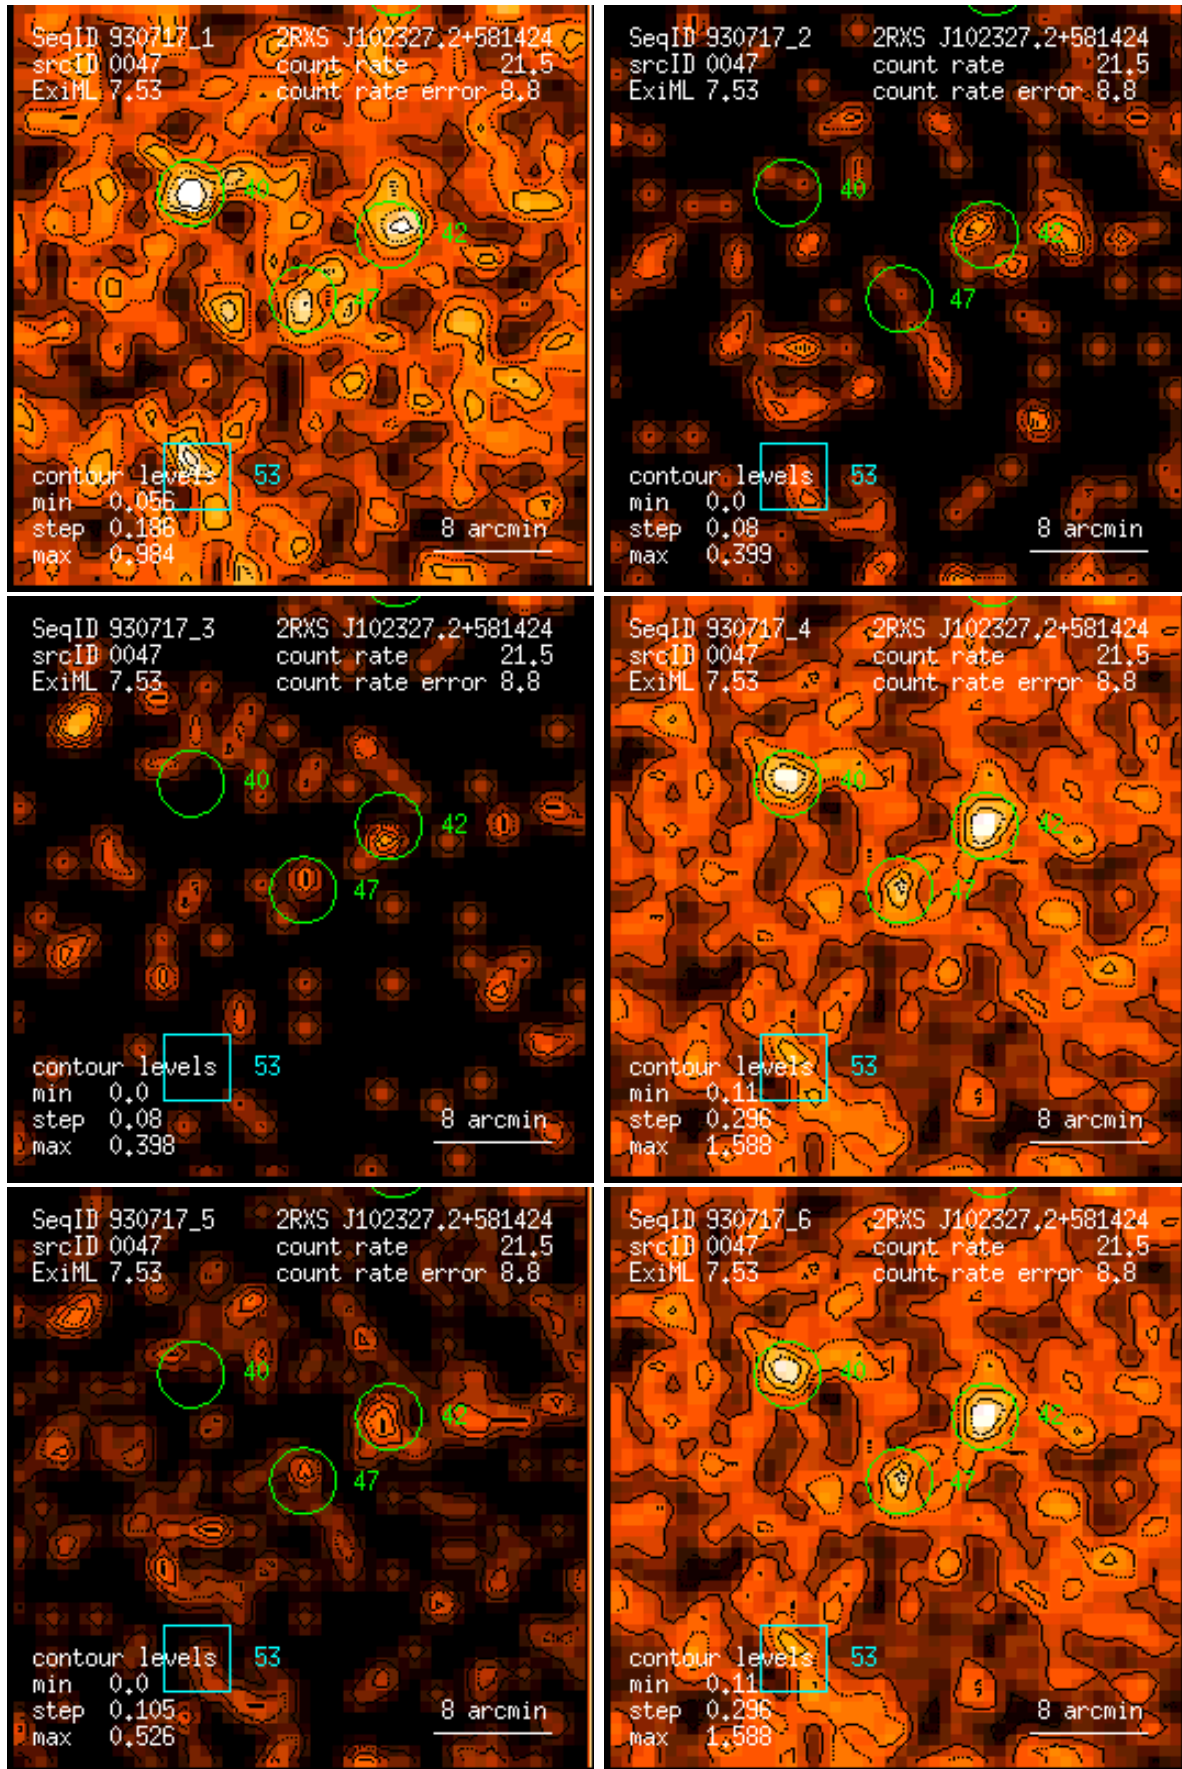 SeqID 930717_1 2RXS J102327.2+581424
srcID 0047 count rate 21.5
ExiML 7.53 count rate error 8.8
40
42
47
contour levels 53
min 0.056
step 0.186 8 arcmin
max 0.984
SeqID 930717_2 2RXS J102327.2+581424
srcID 0047 count rate 21.5
ExiML 7.53 count rate error 8.8
40
42
47
contour levels 53
min 0.0
step 0.08 8 arcmin
max 0.399
SeqID 930717_3 2RXS J102327.2+581424
srcID 0047 count rate 21.5
ExiML 7.53 count rate error 8.8
40
42
47
contour levels 53
min 0.0
step 0.08 8 arcmin
max 0.398
SeqID 930717_4 2RXS J102327.2+581424
srcID 0047 count rate 21.5
ExiML 7.53 count rate error 8.8
40
42
47
contour levels 53
min 0.11
step 0.296 8 arcmin
max 1.588
SeqID 930717_5 2RXS J102327.2+581424
srcID 0047 count rate 21.5
ExiML 7.53 count rate error 8.8
40
42
47
contour levels 53
min 0.0
step 0.105 8 arcmin
max 0.526
SeqID 930717_6 2RXS J102327.2+581424
srcID 0047 count rate 21.5
ExiML 7.53 count rate error 8.8
40
42
47
contour levels 53
min 0.11
step 0.296 8 arcmin
max 1.588